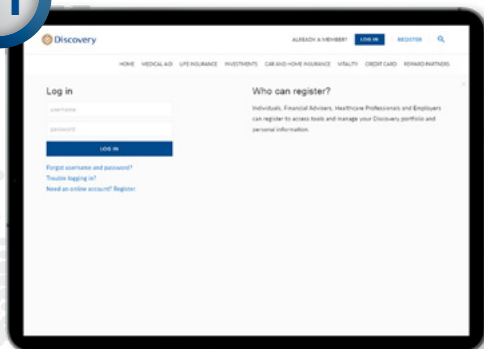 1
Discovery
ALREADY A MEMBER? LOG IN REGISTER
HOME MEDICAL AID LIFE INSURANCE INVESTMENTS CAR AND HOME INSURANCE VITALITY CREDIT CARD REWARD PARTNERS
Log in
username
password
LOG IN
Forgot username and password?
Trouble logging in?
Need an online account? Register.
Who can register?
Individuals, Financial Advisers, Healthcare Professionals and Employers
can register to access tools and manage your Discovery portfolio and
personal information.